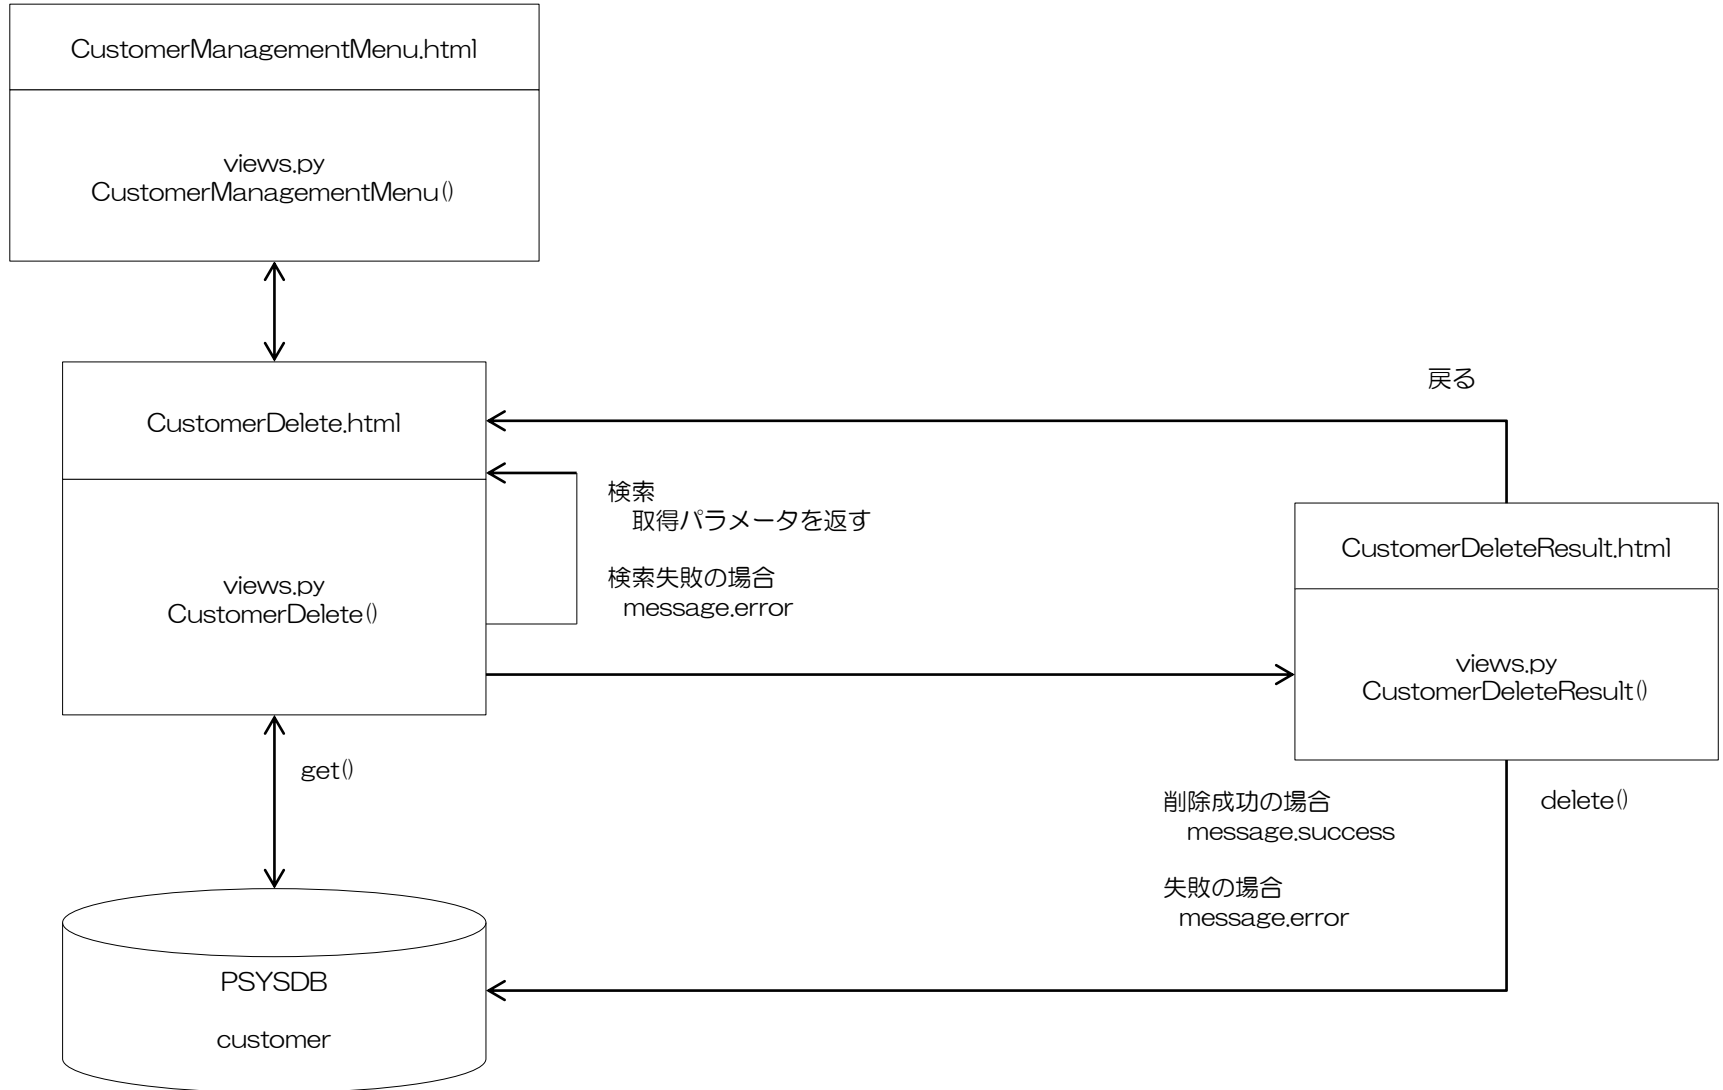 CustomerManagementMenu.html
views.py
CustomerManagementMenu()
CustomerDelete.html
views.py
CustomerDelete()
検索
取得パラメータを返す
検索失敗の場合
message.error
戻る
CustomerDeleteResult.html
views.py
CustomerDeleteResult()
get()
削除成功の場合
message.success
失敗の場合
message.error
delete()
PSYSDB
customer